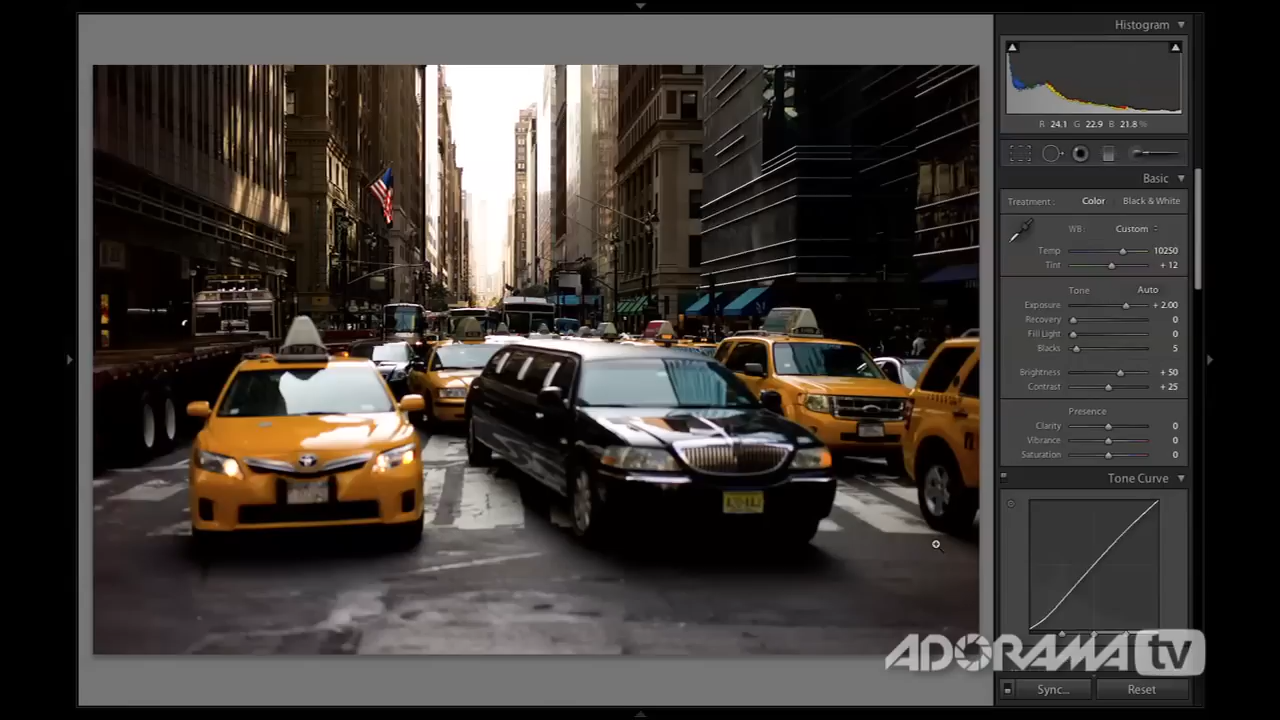 Histogram
R 24.1 G 22.9 B 21.8 %
Basic
Treatment : Color Black & White
WB : Custom
Temp 10250
Tint + 12
Tone Auto
Exposure + 2.00
Recovery 0
Fill Light 0
Blacks 5
Brightness + 50
Contrast + 25
Presence
Clarity 0
Vibrance 0
Saturation 0
Tone Curve
ADORAMA tv
Sync... Reset